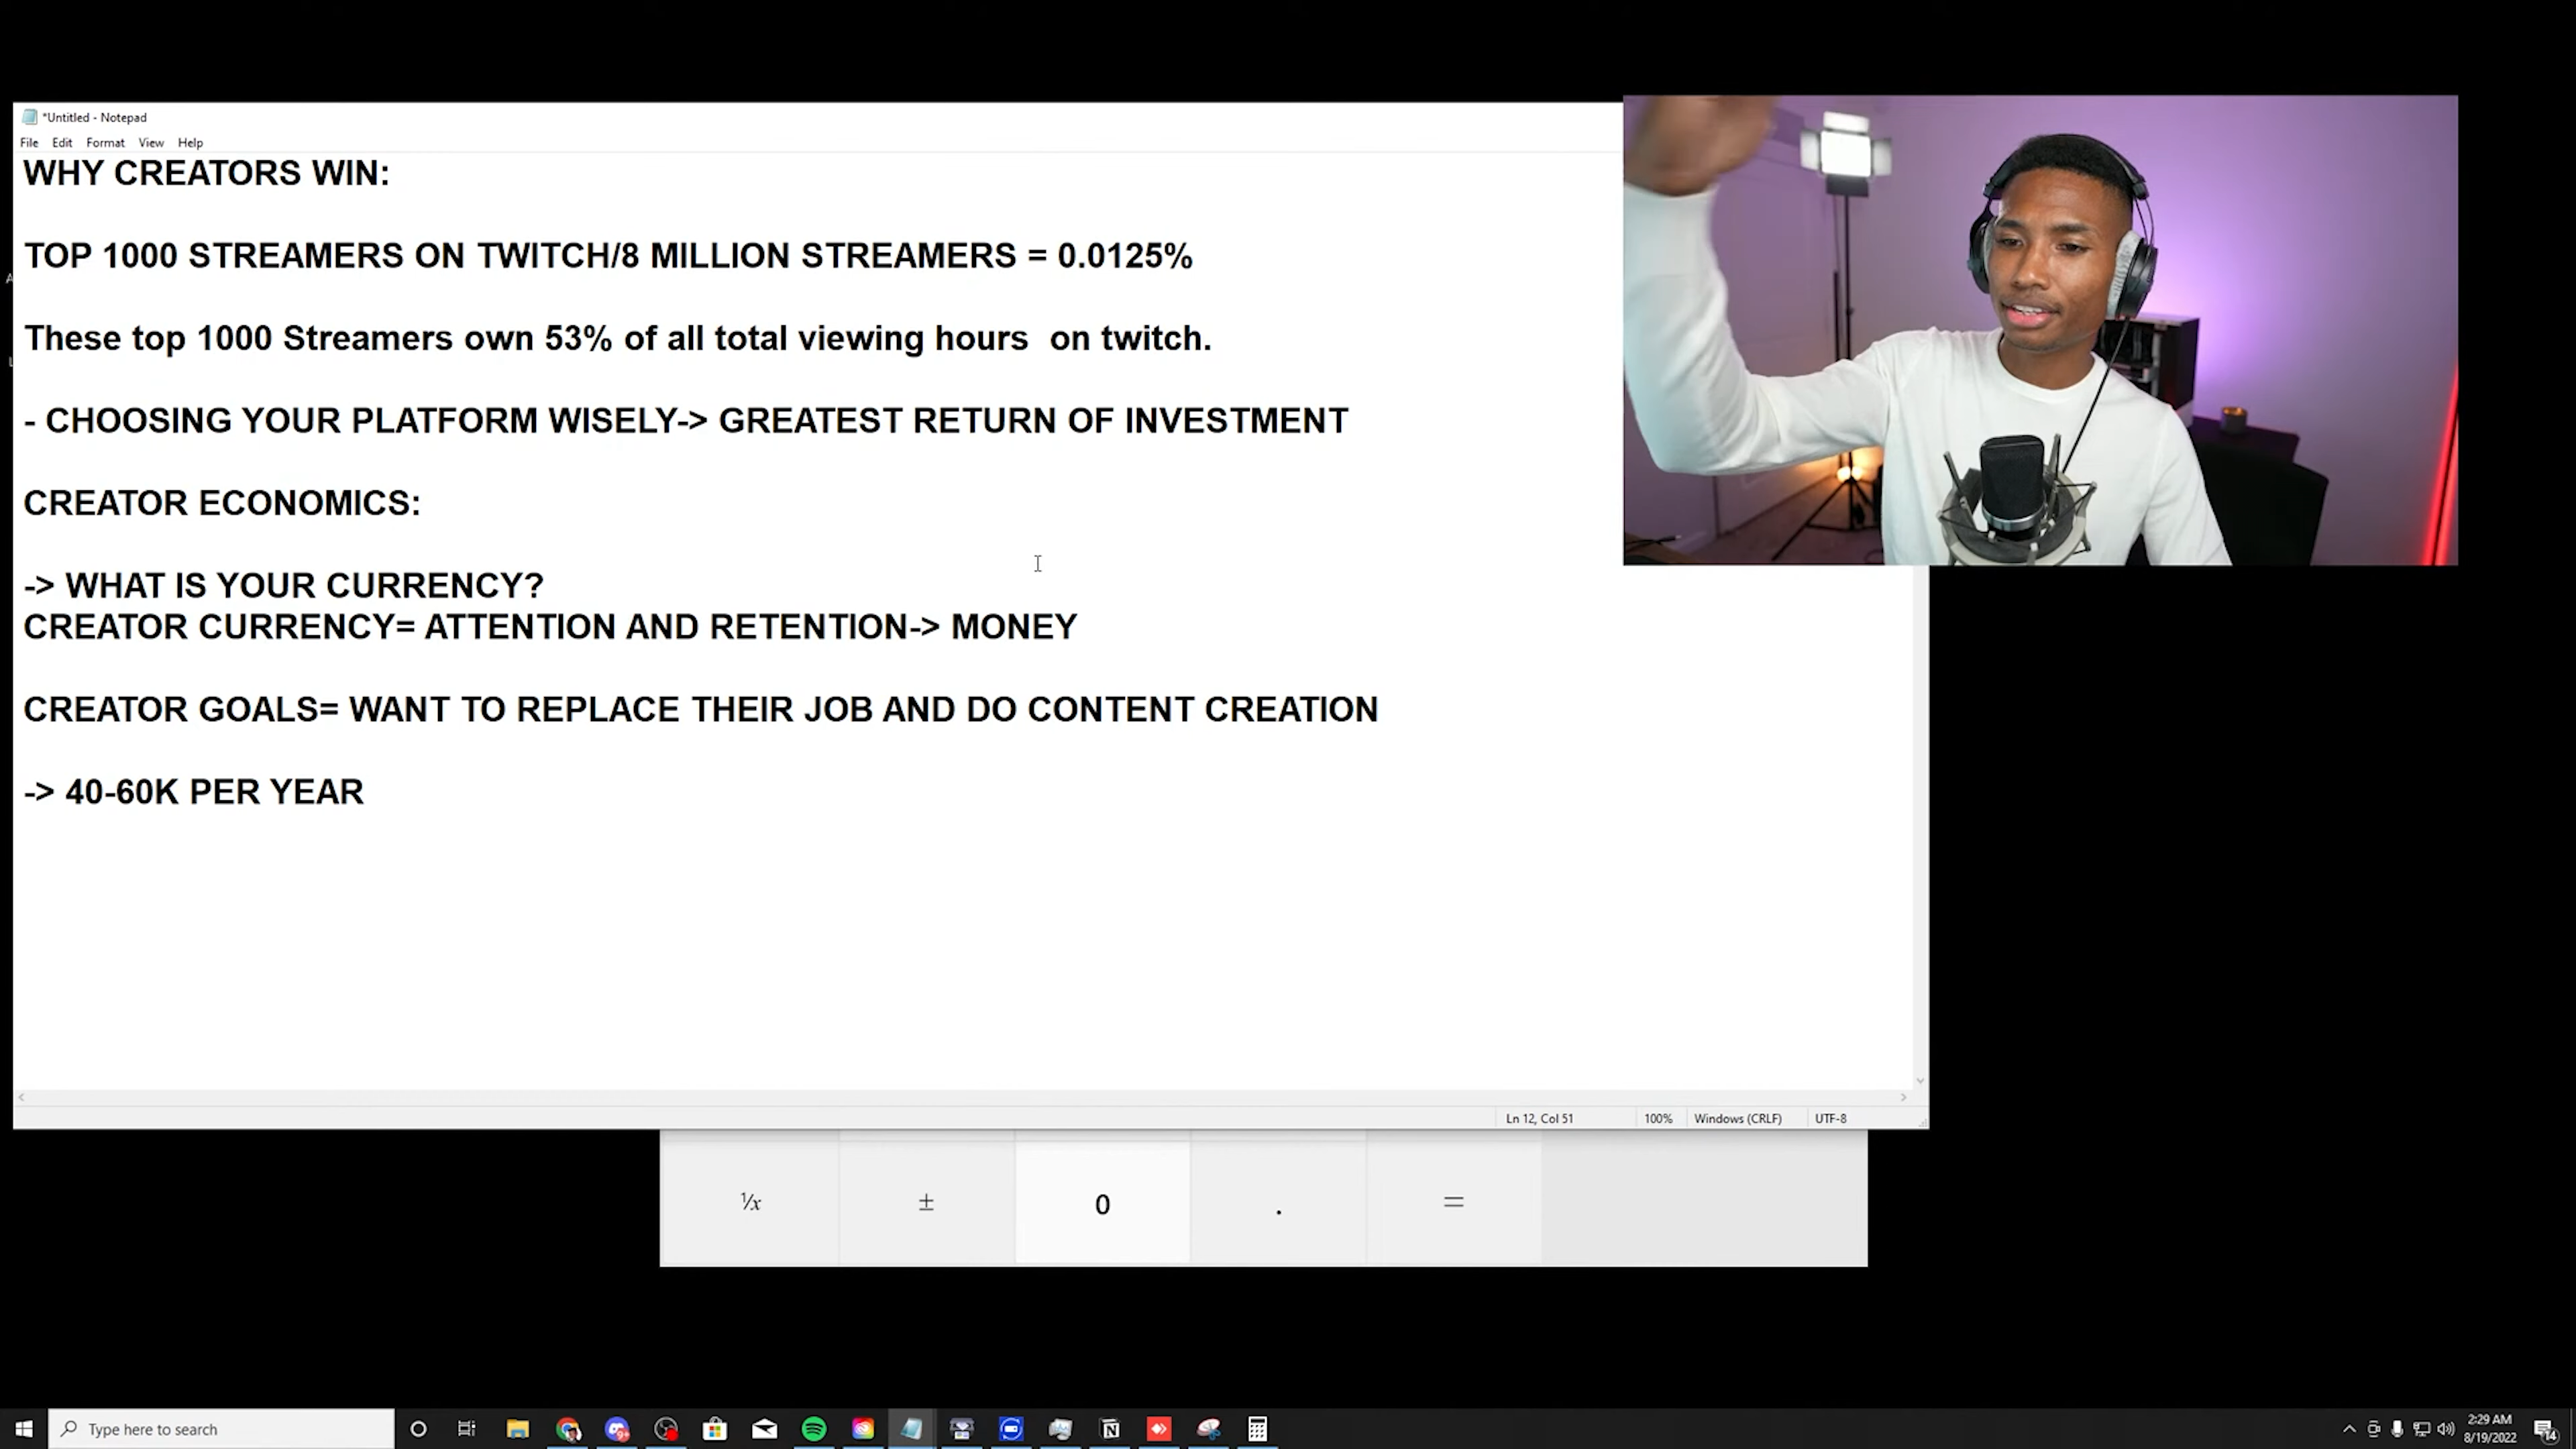 *Untitled - Notepad
File Edit Format View Help
WHY CREATORS WIN:
TOP 1000 STREAMERS ON TWITCH/8 MILLION STREAMERS = 0.0125%
These top 1000 Streamers own 53% of all total viewing hours  on twitch.
- CHOOSING YOUR PLATFORM WISELY-> GREATEST RETURN OF INVESTMENT
CREATOR ECONOMICS:
-> WHAT IS YOUR CURRENCY?
CREATOR CURRENCY= ATTENTION AND RETENTION-> MONEY
CREATOR GOALS= WANT TO REPLACE THEIR JOB AND DO CONTENT CREATION
-> 40-60K PER YEAR
Ln 12, Col 51 100% Windows (CRLF) UTF-8
¹/x ± 0 . =
Type here to search
2:29 AM
8/19/2022
14